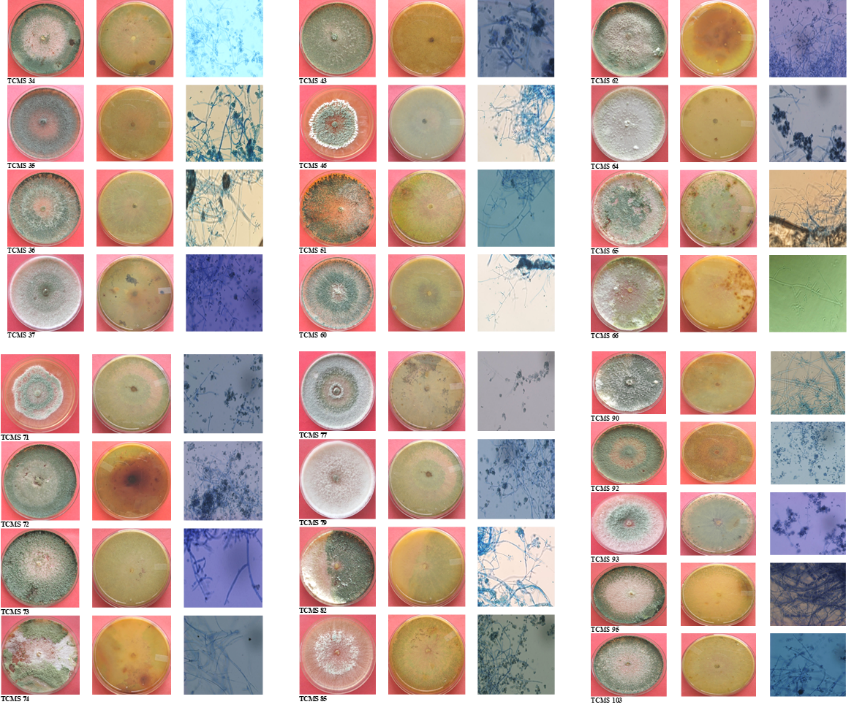 TCMS 34
TCMS 43
TCMS 62
TCMS 35
TCMS 46
TCMS 64
TCMS 36
TCMS 51
TCMS 65
TCMS 37
TCMS 60
TCMS 66
TCMS 71
TCMS 77
TCMS 90
TCMS 72
TCMS 79
TCMS 92
TCMS 93
TCMS 73
TCMS 82
TCMS 96
TCMS 74
TCMS 85
TCMS 103